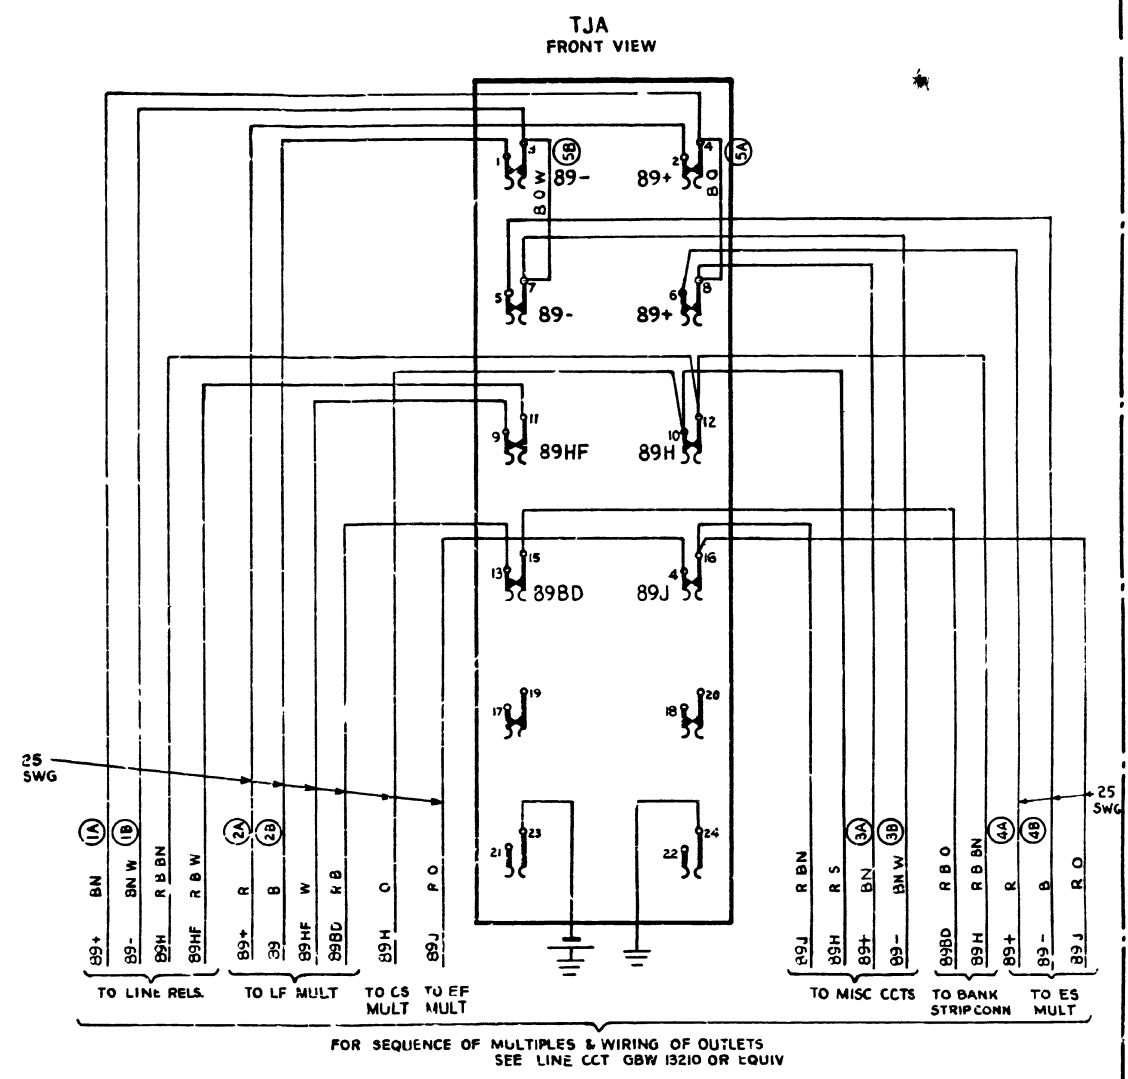 TJA
FRONT VIEW
1 3 5B 2 4 5A
89- 89+
B O W
B O
5 7 6 8
89- 89+
11 12
9 10
89HF 89H
15 16
13 4
89BD 89J
19 20
17 18
25
SWG
25
SWG
23 24
21 22
1A 1B 2A 2B 3A 3B 4A 4B
BN
BN W
R B BN
R B W
R
B
W
R B
O
R O
R BN
R S
BN
BN W
R B O
R B BN
R
B
R O
89+
89-
89H
89HF
89+
39
89HF
89BD
89H
89J
89J
89H
89+
89-
89BD
89H
89+
89-
89J
TO LINE RELS.
TO LF MULT
TO CS
MULT
TO EF
MULT
TO MISC CCTS
TO BANK
STRIP CONN
TO ES
MULT
FOR SEQUENCE OF MULTIPLES & WIRING OF OUTLETS
SEE LINE CCT GBW 13210 OR EQUIV